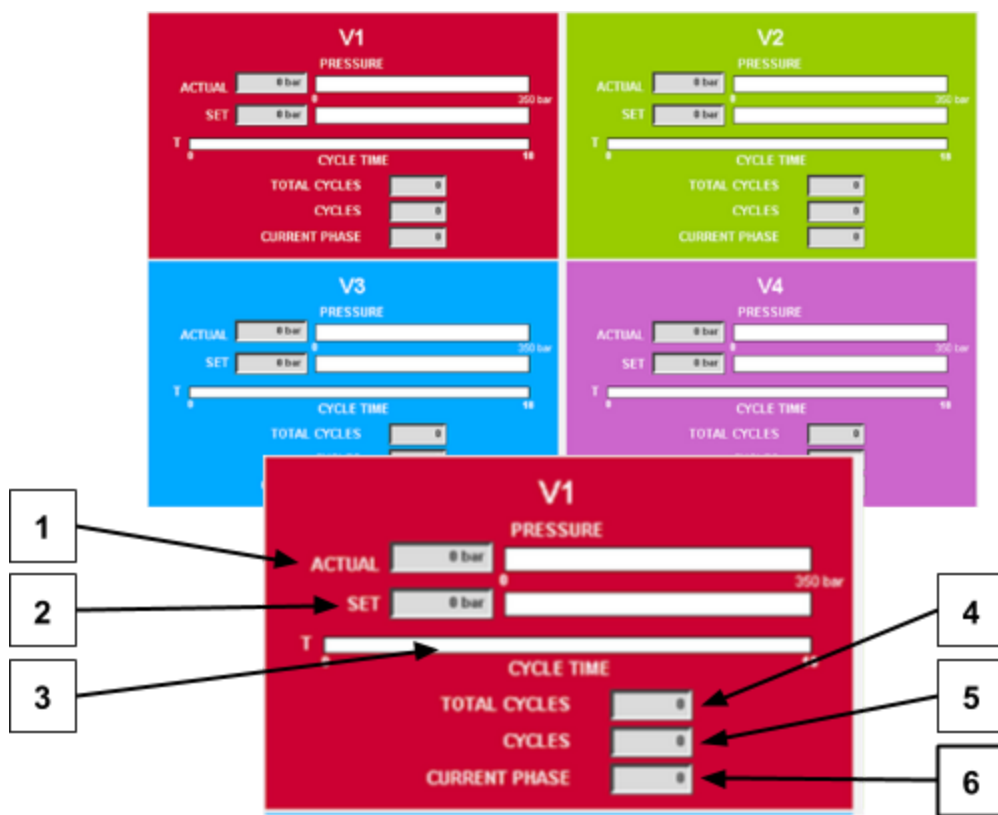 V1
PRESSURE
ACTUAL 0 bar
0 350 bar
SET 0 bar
T
0
CYCLE TIME
TOTAL CYCLES 0
CYCLES 0
CURRENT PHASE 0
V2
PRESSURE
ACTUAL 0 bar
0 350 bar
SET 0 bar
T
0
CYCLE TIME
TOTAL CYCLES 0
CYCLES 0
CURRENT PHASE 0
V3
PRESSURE
ACTUAL 0 bar
0 350 bar
SET 0 bar
T
0
CYCLE TIME
TOTAL CYCLES 0
V4
PRESSURE
ACTUAL 0 bar
0 350 bar
SET 0 bar
T
0
CYCLE TIME
TOTAL CYCLES 0
V1
PRESSURE
1
ACTUAL 0 bar
0 350 bar
2
SET 0 bar
T
3
CYCLE TIME
4
TOTAL CYCLES 0
5
CYCLES 0
6
CURRENT PHASE 0